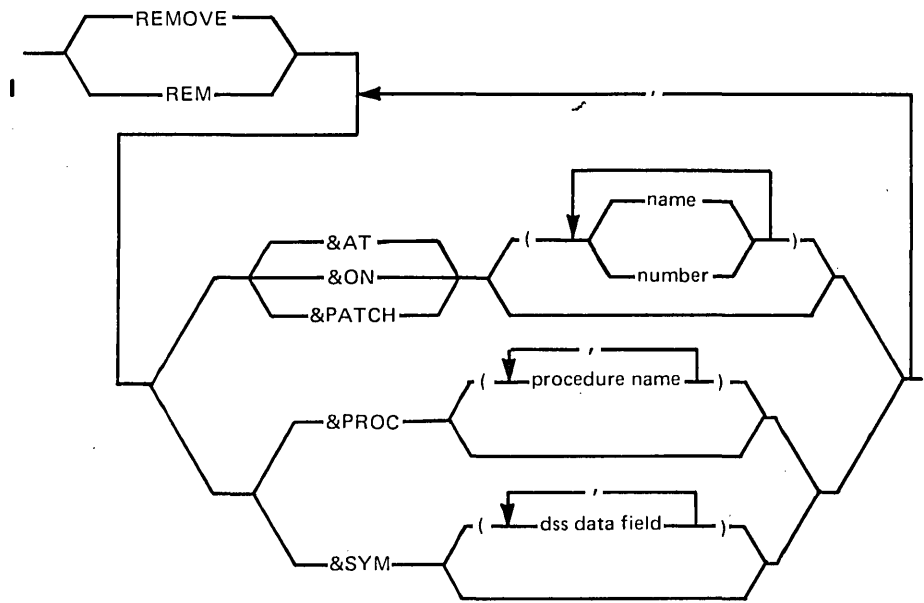 REMOVE
REM
,
name
&AT
( )
&ON
number
&PATCH
,
( procedure name )
&PROC
,
( dss data field )
&SYM